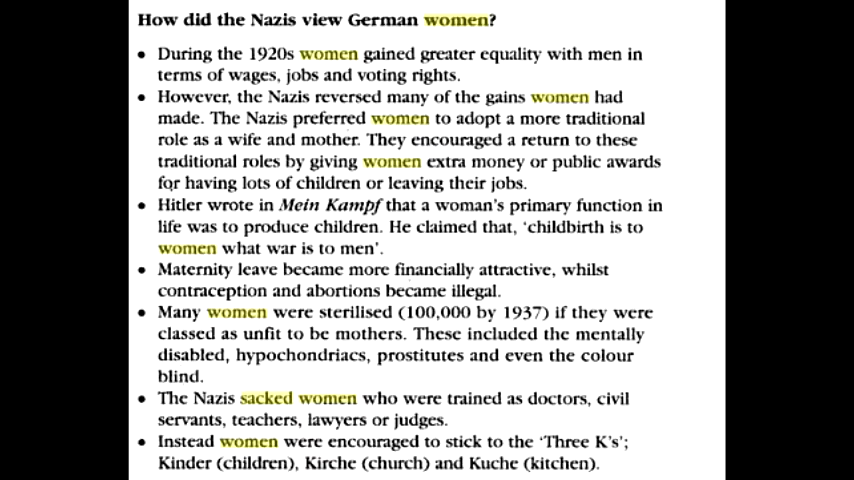 How did the Nazis view German women?
• During the 1920s women gained greater equality with men in
terms of wages, jobs and voting rights.
• However, the Nazis reversed many of the gains women had
made. The Nazis preferred women to adopt a more traditional
role as a wife and mother. They encouraged a return to these
traditional roles by giving women extra money or public awards
for having lots of children or leaving their jobs.
• Hitler wrote in Mein Kampf that a woman's primary function in
life was to produce children. He claimed that, 'childbirth is to
women what war is to men'.
• Maternity leave became more financially attractive, whilst
contraception and abortions became illegal.
• Many women were sterilised (100,000 by 1937) if they were
classed as unfit to be mothers. These included the mentally
disabled, hypochondriacs, prostitutes and even the colour
blind.
• The Nazis sacked women who were trained as doctors, civil
servants, teachers, lawyers or judges.
• Instead women were encouraged to stick to the 'Three K's';
Kinder (children), Kirche (church) and Kuche (kitchen).